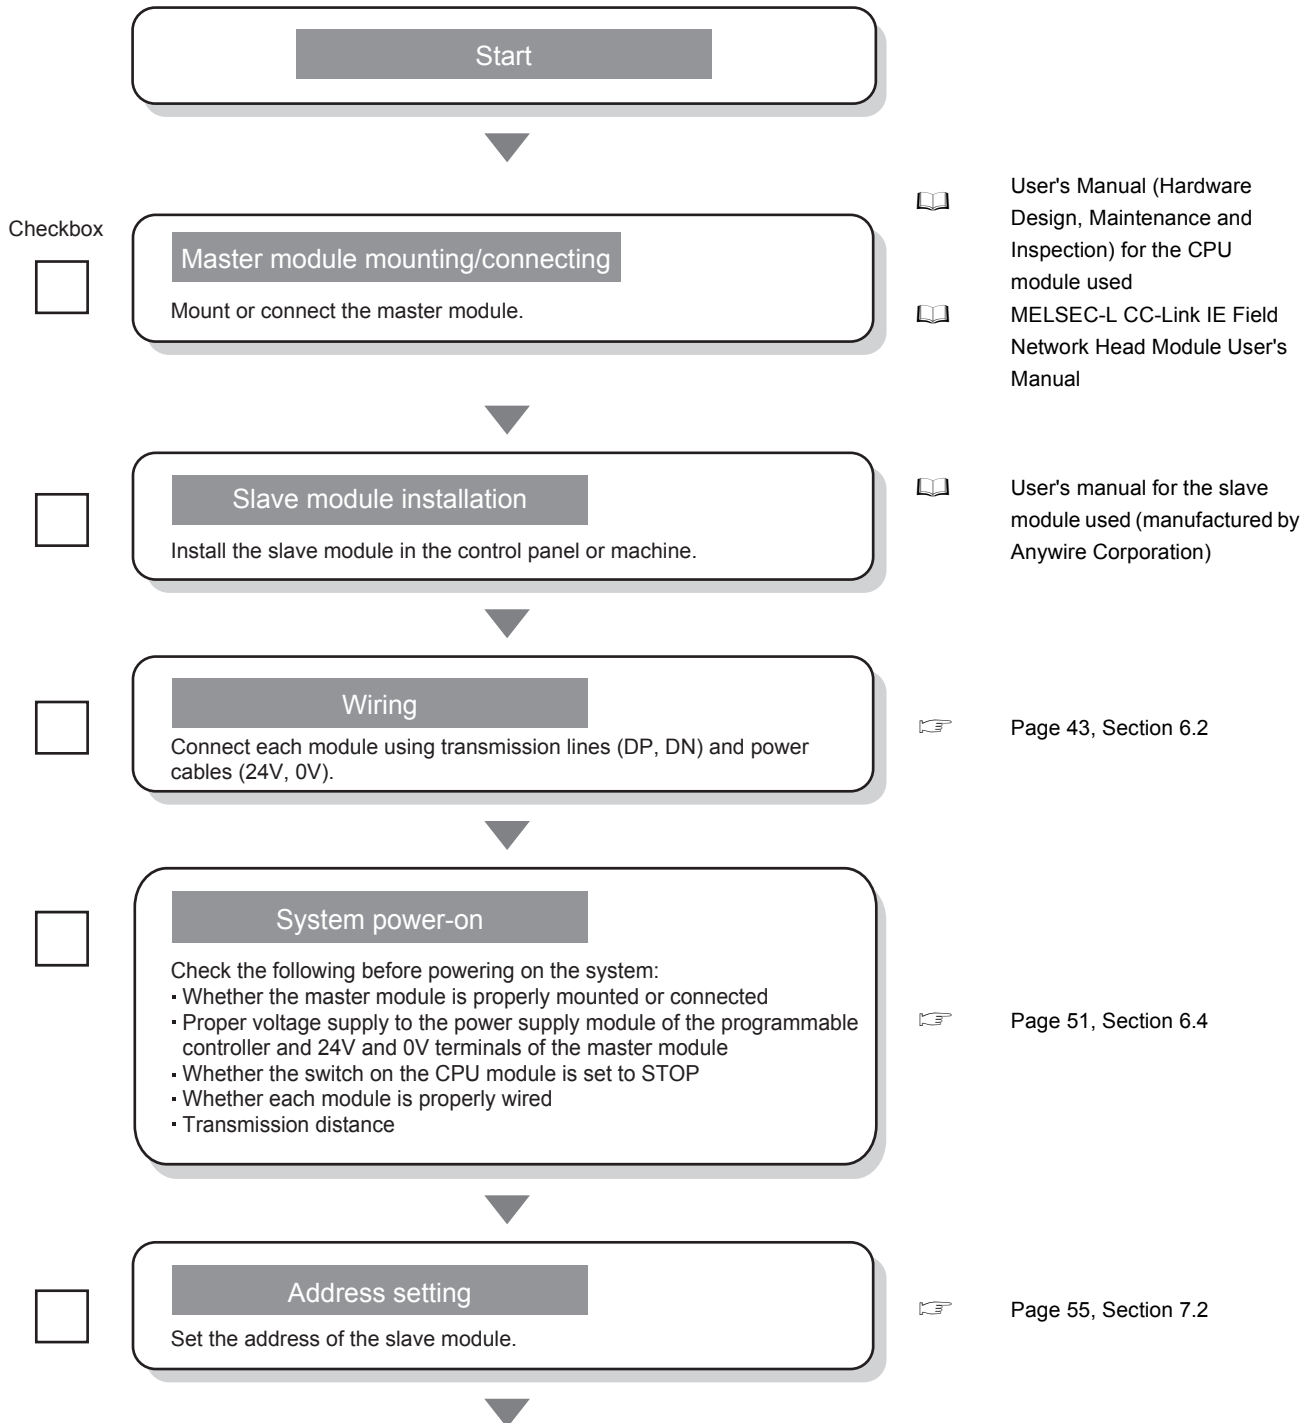 Start
Checkbox
Master module mounting/connecting
Mount or connect the master module.
User's Manual (Hardware
Design, Maintenance and
Inspection) for the CPU
module used
MELSEC-L CC-Link IE Field
Network Head Module User's
Manual
Slave module installation
Install the slave module in the control panel or machine.
User's manual for the slave
module used (manufactured by
Anywire Corporation)
Wiring
Connect each module using transmission lines (DP, DN) and power
cables (24V, 0V).
Page 43, Section 6.2
System power-on
Check the following before powering on the system:
· Whether the master module is properly mounted or connected
· Proper voltage supply to the power supply module of the programmable
controller and 24V and 0V terminals of the master module
· Whether the switch on the CPU module is set to STOP
· Whether each module is properly wired
· Transmission distance
Page 51, Section 6.4
Address setting
Set the address of the slave module.
Page 55, Section 7.2